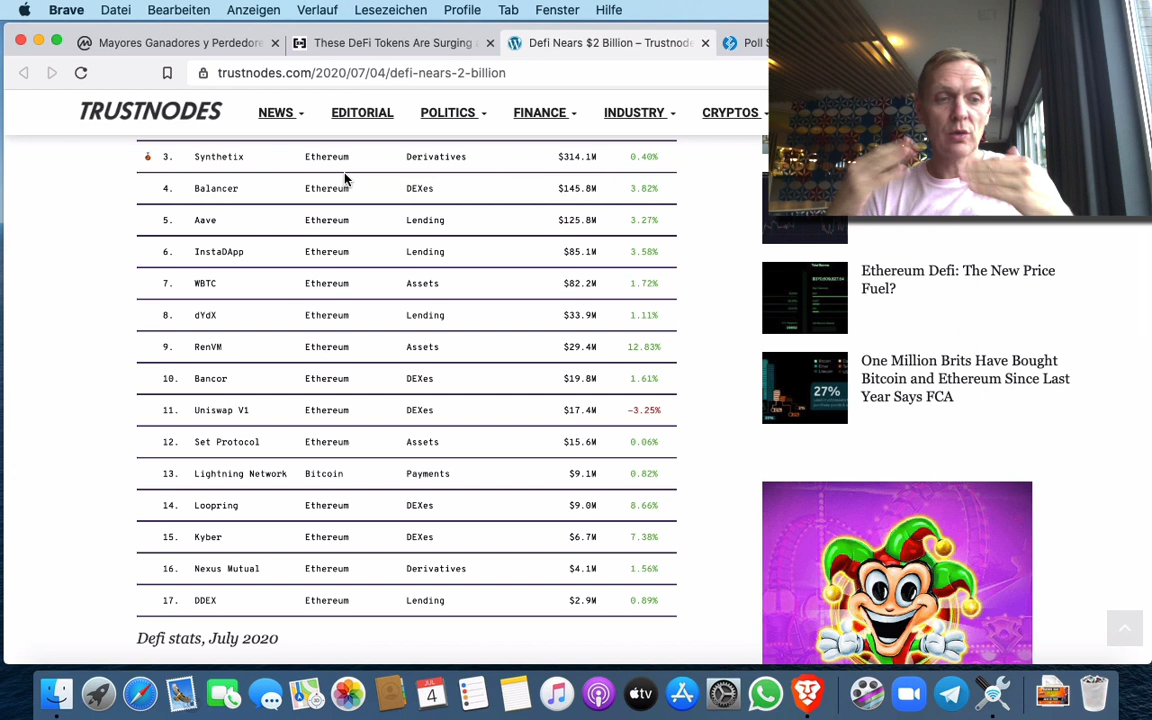 Brave Datei Bearbeiten Anzeigen Verlauf Lesezeichen Profile Tab Fenster Hilfe
Mayores Ganadores y Perdedore These DeFi Tokens Are Surging Defi Nears $2 Billion – Trustnode Poll S
trustnodes.com/2020/07/04/defi-nears-2-billion
TRUSTNODES NEWS EDITORIAL POLITICS FINANCE INDUSTRY CRYPTOS
3. Synthetix Ethereum Derivatives $314.1M 0.40%
4. Balancer Ethereum DEXes $145.8M 3.82%
5. Aave Ethereum Lending $125.8M 3.27%
6. InstaDApp Ethereum Lending $85.1M 3.58%
7. WBTC Ethereum Assets $82.2M 1.72%
8. dYdX Ethereum Lending $33.9M 1.11%
9. RenVM Ethereum Assets $29.4M 12.83%
10. Bancor Ethereum DEXes $19.8M 1.61%
11. Uniswap V1 Ethereum DEXes $17.4M −3.25%
12. Set Protocol Ethereum Assets $15.6M 0.06%
13. Lightning Network Bitcoin Payments $9.1M 0.82%
14. Loopring Ethereum DEXes $9.0M 8.66%
15. Kyber Ethereum DEXes $6.7M 7.38%
16. Nexus Mutual Ethereum Derivatives $4.1M 1.56%
17. DDEX Ethereum Lending $2.9M 0.89%
Defi stats, July 2020
Ethereum Defi: The New Price
Fuel?
One Million Brits Have Bought
Bitcoin and Ethereum Since Last
Year Says FCA
27%
JUL
4
tv